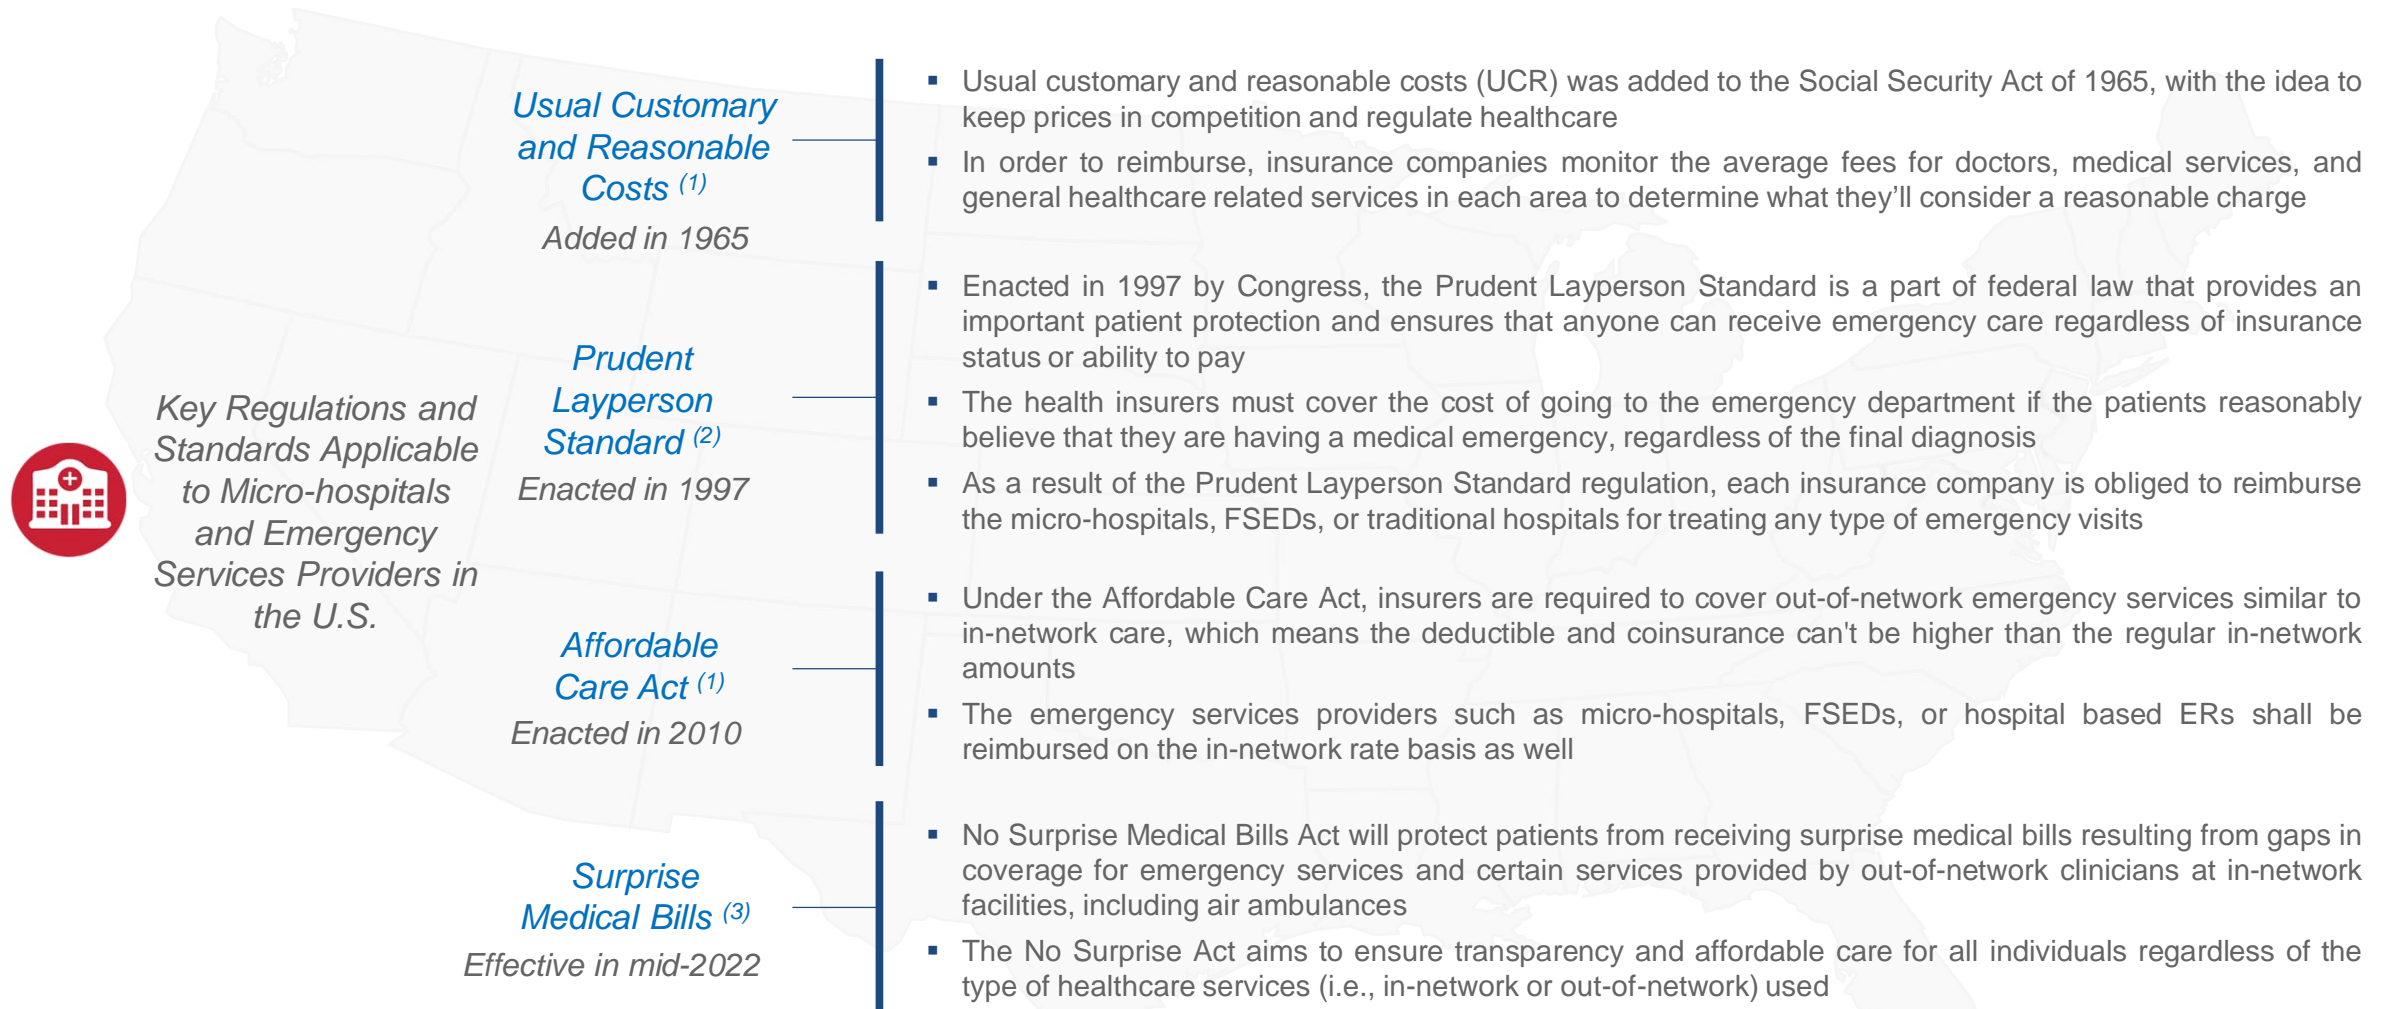 Key Regulations and
Standards Applicable
to Micro-hospitals
and Emergency
Services Providers in
the U.S.
Usual Customary
and Reasonable
Costs (1)
Added in 1965
▪ Usual customary and reasonable costs (UCR) was added to the Social Security Act of 1965, with the idea to
keep prices in competition and regulate healthcare
▪ In order to reimburse, insurance companies monitor the average fees for doctors, medical services, and
general healthcare related services in each area to determine what they’ll consider a reasonable charge
Prudent
Layperson
Standard (2)
Enacted in 1997
▪ Enacted in 1997 by Congress, the Prudent Layperson Standard is a part of federal law that provides an
important patient protection and ensures that anyone can receive emergency care regardless of insurance
status or ability to pay
▪ The health insurers must cover the cost of going to the emergency department if the patients reasonably
believe that they are having a medical emergency, regardless of the final diagnosis
▪ As a result of the Prudent Layperson Standard regulation, each insurance company is obliged to reimburse
the micro-hospitals, FSEDs, or traditional hospitals for treating any type of emergency visits
Affordable
Care Act (1)
Enacted in 2010
▪ Under the Affordable Care Act, insurers are required to cover out-of-network emergency services similar to
in-network care, which means the deductible and coinsurance can't be higher than the regular in-network
amounts
▪ The emergency services providers such as micro-hospitals, FSEDs, or hospital based ERs shall be
reimbursed on the in-network rate basis as well
Surprise
Medical Bills (3)
Effective in mid-2022
▪ No Surprise Medical Bills Act will protect patients from receiving surprise medical bills resulting from gaps in
coverage for emergency services and certain services provided by out-of-network clinicians at in-network
facilities, including air ambulances
▪ The No Surprise Act aims to ensure transparency and affordable care for all individuals regardless of the
type of healthcare services (i.e., in-network or out-of-network) used